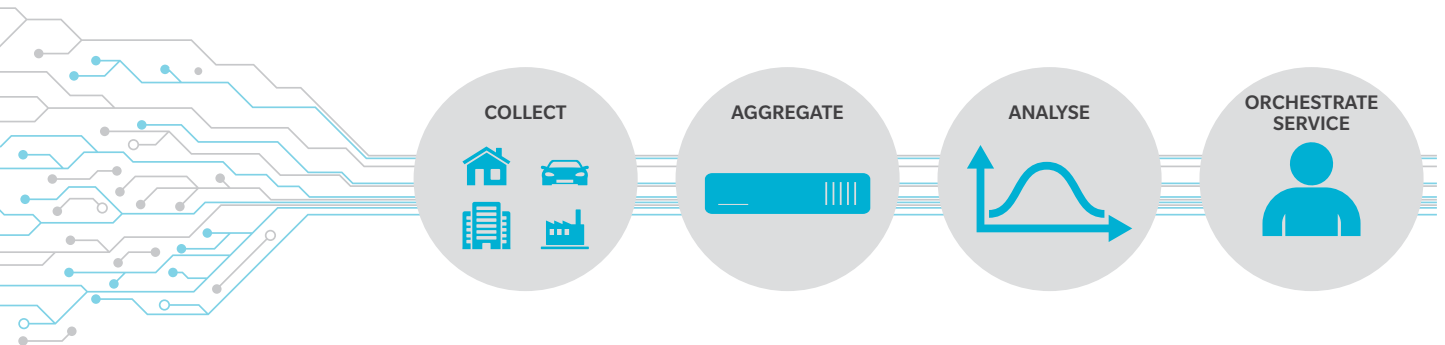 COLLECT
AGGREGATE
ANALYSE
ORCHESTRATE
SERVICE